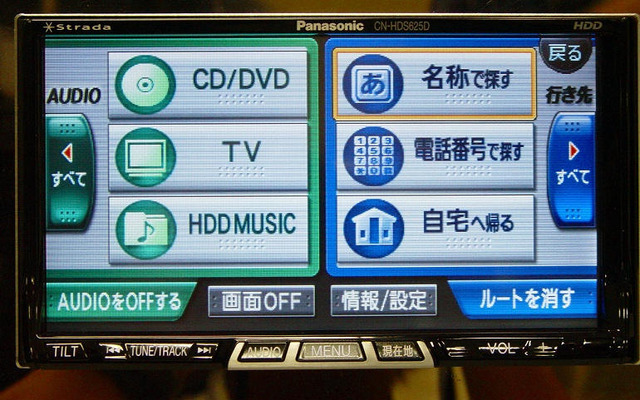 Strada Panasonic CN-HDS625D HDD
戻る
AUDIO
CD/DVD
名称で探す
行き先
あ
すべて
TV
電話番号で探す
すべて
HDD MUSIC
自宅へ帰る
AUDIOをOFFする
画面OFF
情報/設定
ルートを消す
TILT
TUNE/TRACK
AUDIO
MENU
現在地
VOL